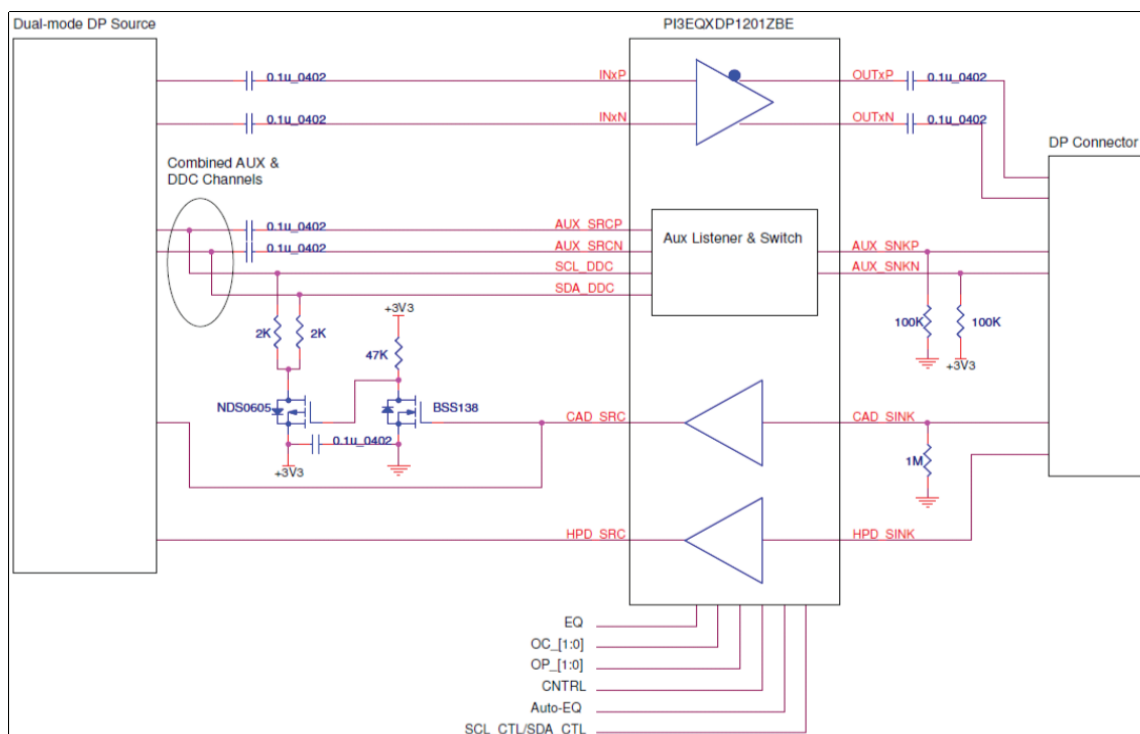 Dual-mode DP Source
PI3EQXDP1201ZBE
0.1u_0402
INxP
OUTxP
0.1u_0402
0.1u_0402
INxN
OUTxN
0.1u_0402
DP Connector
Combined AUX &
DDC Channels
0.1u_0402
AUX_SRCP
Aux Listener & Switch
0.1u_0402
AUX_SRCN
AUX_SNKP
SCL_DDC
AUX_SNKN
SDA_DDC
+3V3
2K
2K
47K
100K
100K
+3V3
NDS0605
BSS138
CAD_SRC
CAD_SINK
0.1u_0402
1M
+3V3
HPD_SRC
HPD_SINK
EQ
OC_[1:0]
OP_[1:0]
CNTRL
Auto-EQ
SCL_CTL/SDA_CTL